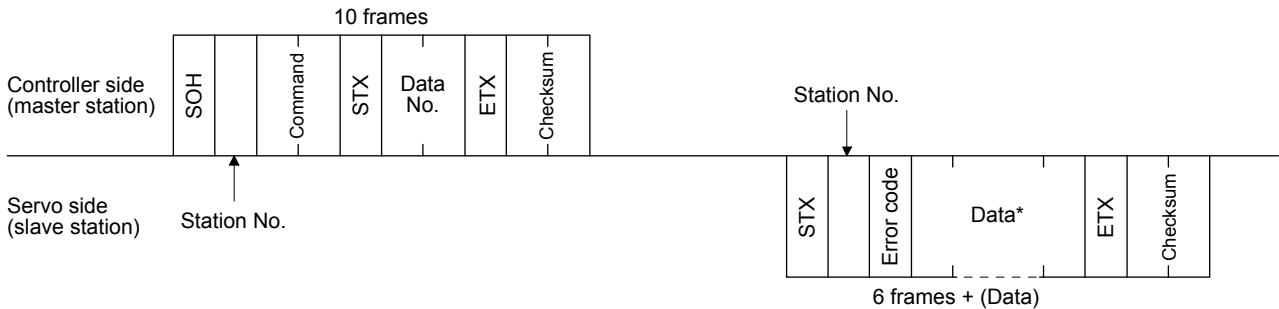 10 frames
Controller side
(master station)
SOH
Command
STX
Data
No.
ETX
Checksum
Station No.
Servo side
(slave station)
Station No.
STX
Error code
Data*
ETX
Checksum
6 frames + (Data)